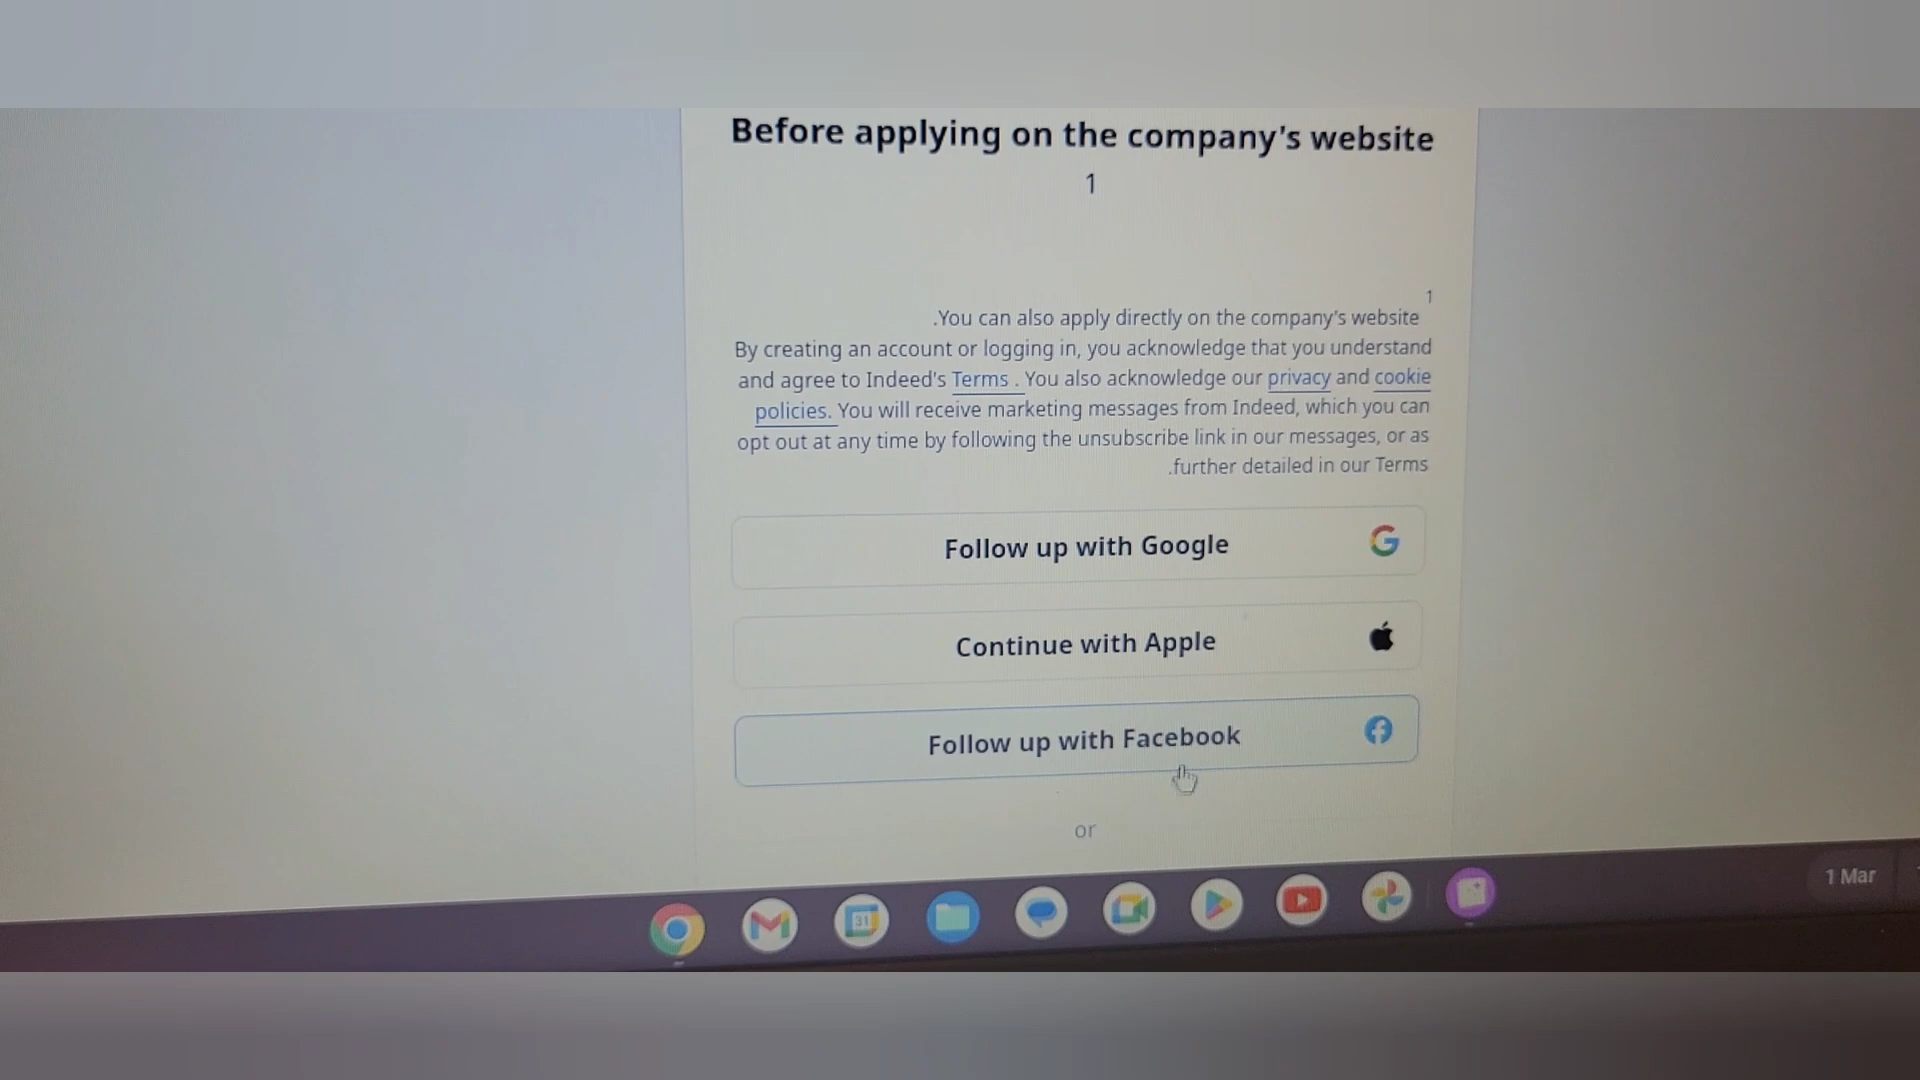 Before applying on the company's website
1
1
.You can also apply directly on the company's website
By creating an account or logging in, you acknowledge that you understand
and agree to Indeed's Terms . You also acknowledge our privacy and cookie
policies. You will receive marketing messages from Indeed, which you can
opt out at any time by following the unsubscribe link in our messages, or as
.further detailed in our Terms
Follow up with Google
Continue with Apple
Follow up with Facebook
or
31
1 Mar